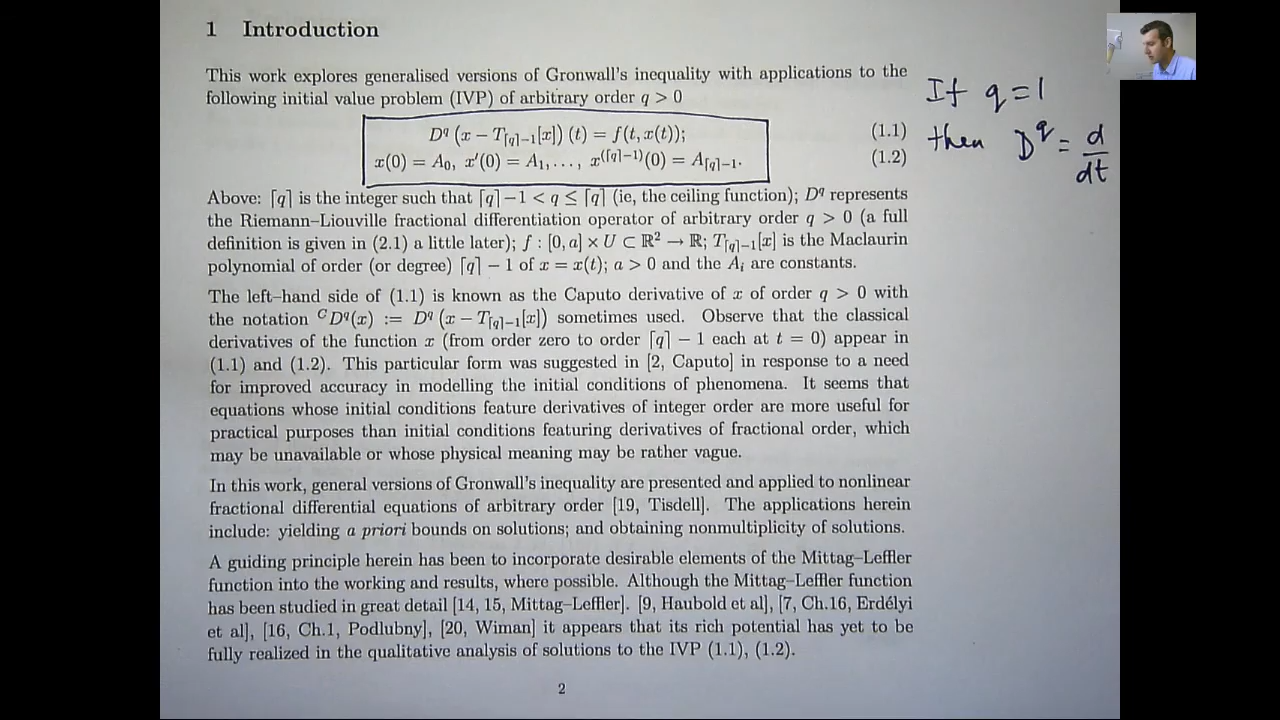 1 Introduction
This work explores generalised versions of Gronwall's inequality with applications to the
following initial value problem (IVP) of arbitrary order q > 0
D^q (x − T_{⌈q⌉−1}[x]) (t) = f(t, x(t)); (1.1)
x(0) = A_0, x′(0) = A_1, . . . , x^{(⌈q⌉−1)}(0) = A_{⌈q⌉−1}. (1.2)
Above: ⌈q⌉ is the integer such that ⌈q⌉−1 < q ≤ ⌈q⌉ (ie, the ceiling function); D^q represents
the Riemann–Liouville fractional differentiation operator of arbitrary order q > 0 (a full
definition is given in (2.1) a little later); f : [0, a] × U ⊂ ℝ² → ℝ; T_{⌈q⌉−1}[x] is the Maclaurin
polynomial of order (or degree) ⌈q⌉ − 1 of x = x(t); a > 0 and the A_i are constants.
The left–hand side of (1.1) is known as the Caputo derivative of x of order q > 0 with
the notation ^C D^q(x) := D^q (x − T_{⌈q⌉−1}[x]) sometimes used. Observe that the classical
derivatives of the function x (from order zero to order ⌈q⌉ − 1 each at t = 0) appear in
(1.1) and (1.2). This particular form was suggested in [2, Caputo] in response to a need
for improved accuracy in modelling the initial conditions of phenomena. It seems that
equations whose initial conditions feature derivatives of integer order are more useful for
practical purposes than initial conditions featuring derivatives of fractional order, which
may be unavailable or whose physical meaning may be rather vague.
In this work, general versions of Gronwall's inequality are presented and applied to nonlinear
fractional differential equations of arbitrary order [19, Tisdell]. The applications herein
include: yielding a priori bounds on solutions; and obtaining nonmultiplicity of solutions.
A guiding principle herein has been to incorporate desirable elements of the Mittag–Leffler
function into the working and results, where possible. Although the Mittag–Leffler function
has been studied in great detail [14, 15, Mittag–Leffler]. [9, Haubold et al], [7, Ch.16, Erdélyi
et al], [16, Ch.1, Podlubny], [20, Wiman] it appears that its rich potential has yet to be
fully realized in the qualitative analysis of solutions to the IVP (1.1), (1.2).
2
If q = 1
then D^q = d/dt